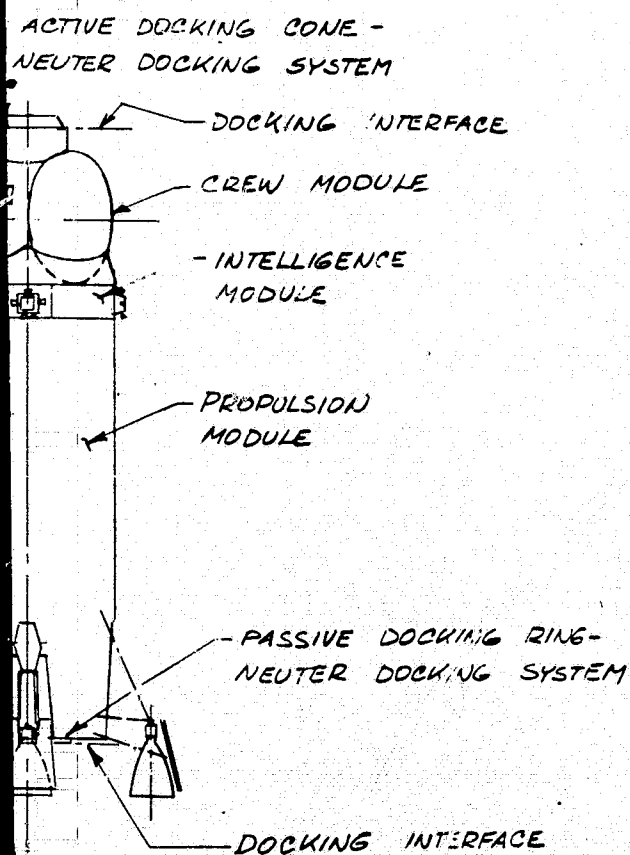 ACTIVE DOCKING CONE -
NEUTER DOCKING SYSTEM
DOCKING INTERFACE
CREW MODULE
- INTELLIGENCE
MODULE
PROPULSION
MODULE
- PASSIVE DOCKING RING-
NEUTER DOCKING SYSTEM
DOCKING INTERFACE